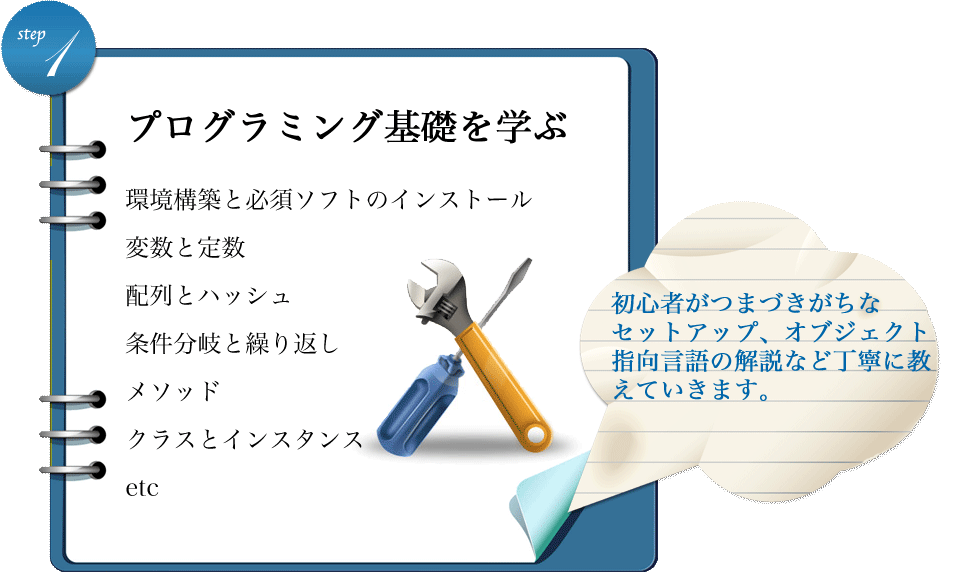 step 1
プログラミング基礎を学ぶ
環境構築と必須ソフトのインストール
変数と定数
配列とハッシュ
条件分岐と繰り返し
メソッド
クラスとインスタンス
etc
初心者がつまづきがちな
セットアップ、オブジェクト
指向言語の解説など丁寧に教
えていきます。